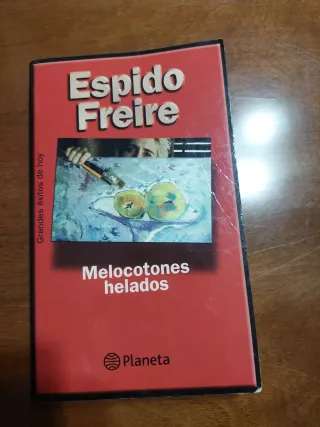 Espido
Freire
Grandes éxitos de hoy
Melocotones
helados
Planeta